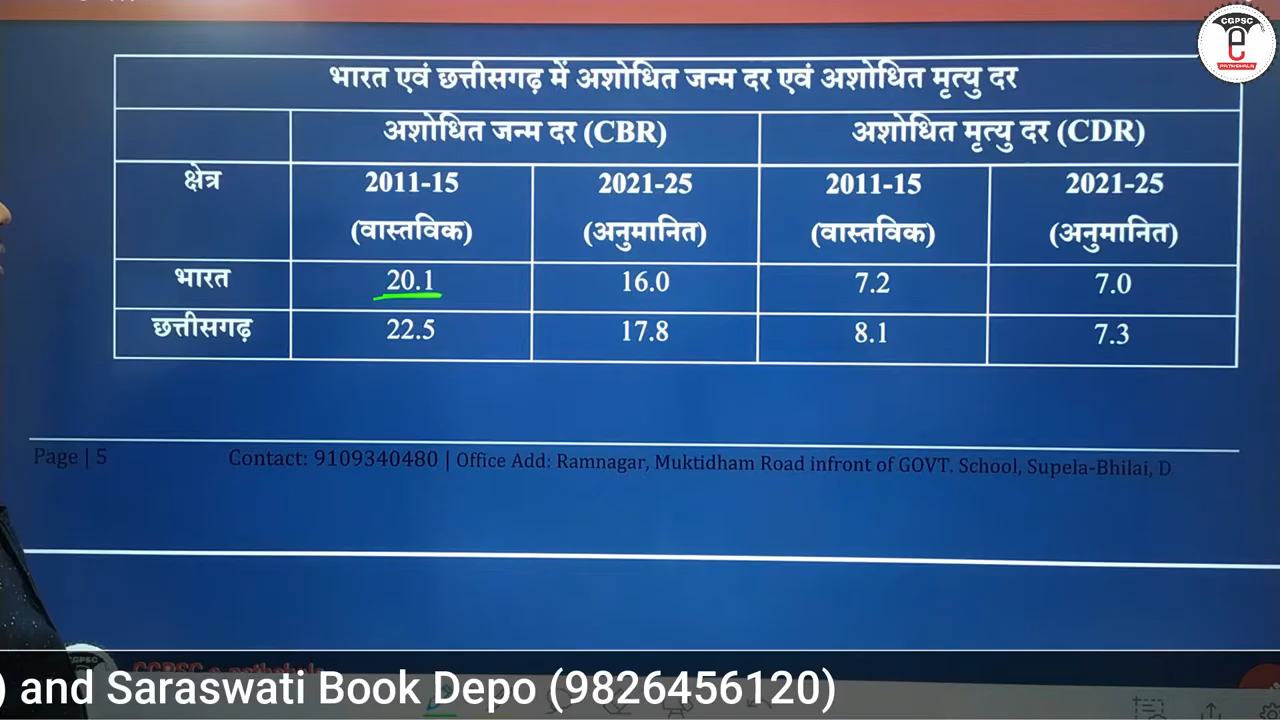 CGPSC
e
PATHSHALA
भारत एवं छत्तीसगढ़ में अशोधित जन्म दर एवं अशोधित मृत्यु दर
अशोधित जन्म दर (CBR) अशोधित मृत्यु दर (CDR)
क्षेत्र 2011-15 2021-25 2011-15 2021-25
(वास्तविक) (अनुमानित) (वास्तविक) (अनुमानित)
भारत 20.1 16.0 7.2 7.0
छत्तीसगढ़ 22.5 17.8 8.1 7.3
Page | 5 Contact: 9109340480 | Office Add: Ramnagar, Muktidham Road infront of GOVT. School, Supela-Bhilai, D
CGPSC
) and Saraswati Book Depo (9826456120)